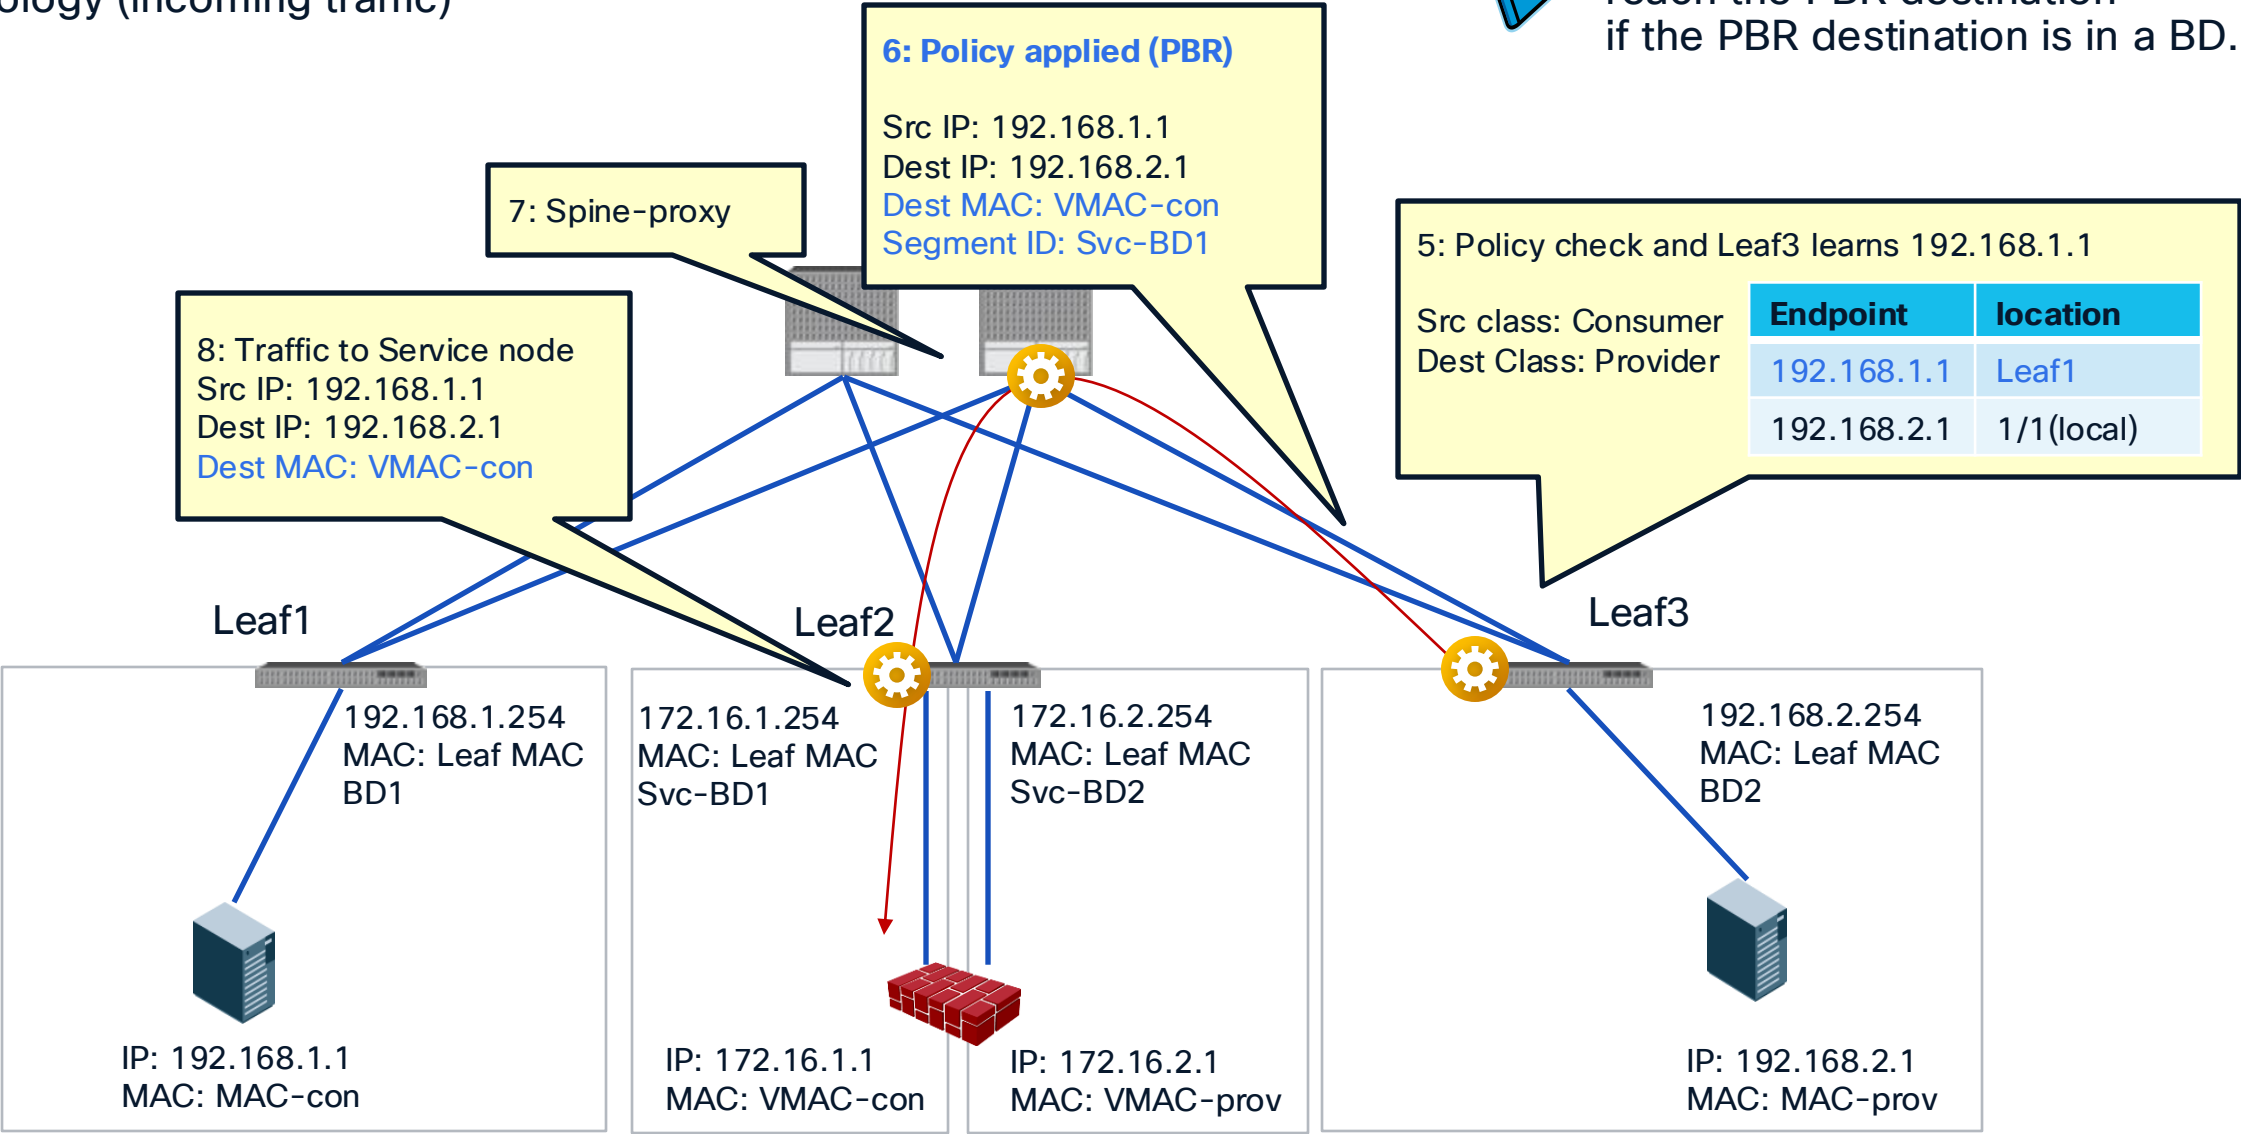 ology (incoming traffic)
reach the PBR destination
if the PBR destination is in a BD.
6: Policy applied (PBR)
Src IP: 192.168.1.1
Dest IP: 192.168.2.1
Dest MAC: VMAC-con
Segment ID: Svc-BD1
7: Spine-proxy
5: Policy check and Leaf3 learns 192.168.1.1
Src class: Consumer
Dest Class: Provider
Endpoint location
192.168.1.1 Leaf1
192.168.2.1 1/1(local)
8: Traffic to Service node
Src IP: 192.168.1.1
Dest IP: 192.168.2.1
Dest MAC: VMAC-con
Leaf1
Leaf2
Leaf3
192.168.1.254
MAC: Leaf MAC
BD1
172.16.1.254
MAC: Leaf MAC
Svc-BD1
172.16.2.254
MAC: Leaf MAC
Svc-BD2
192.168.2.254
MAC: Leaf MAC
BD2
IP: 192.168.1.1
MAC: MAC-con
IP: 172.16.1.1
MAC: VMAC-con
IP: 172.16.2.1
MAC: VMAC-prov
IP: 192.168.2.1
MAC: MAC-prov